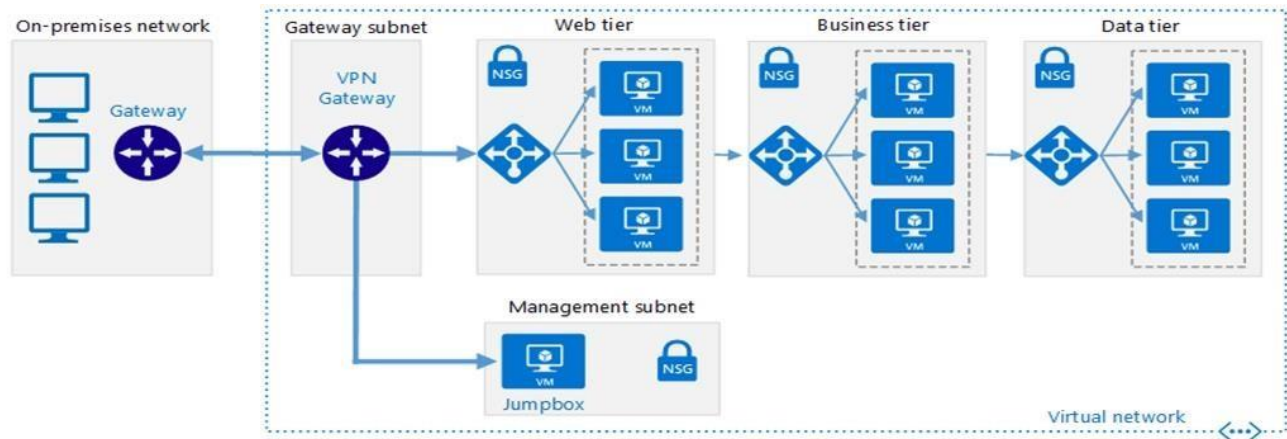 On-premises network
Gateway subnet
Web tier
Business tier
Data tier
Gateway
VPN
Gateway
NSG
VM
VM
VM
NSG
VM
VM
VM
NSG
VM
VM
VM
Management subnet
VM
NSG
Jumpbox
Virtual network